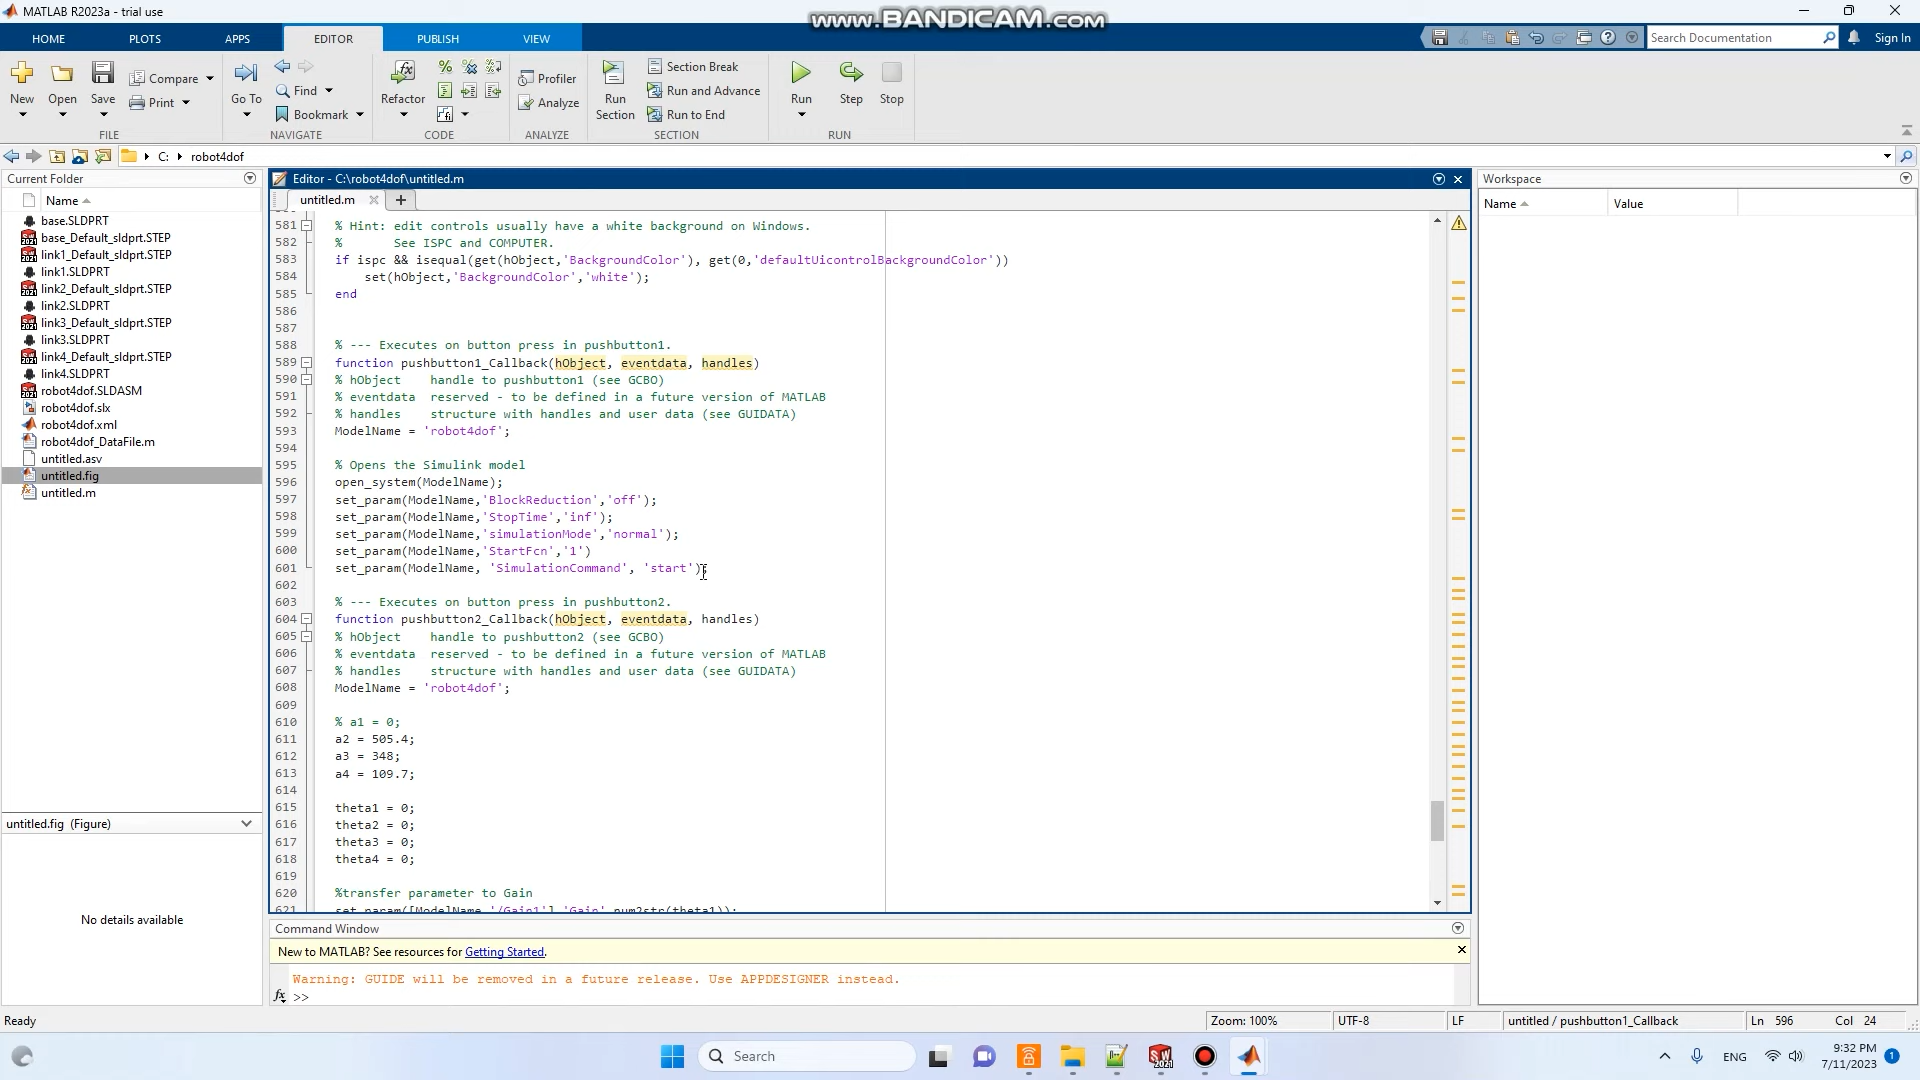 MATLAB R2023a - trial use
www.BANDICAM.com
HOME PLOTS APPS EDITOR PUBLISH VIEW
Search Documentation
Sign In
New
Open
Save
Compare
Print
FILE
Go To
Find
Bookmark
NAVIGATE
Refactor
CODE
Profiler
Analyze
ANALYZE
Run Section
Section Break
Run and Advance
Run to End
SECTION
Run
Step
Stop
RUN
C: robot4dof
Current Folder
Name
base.SLDPRT
base_Default_sldprt.STEP
link1_Default_sldprt.STEP
link1.SLDPRT
link2_Default_sldprt.STEP
link2.SLDPRT
link3_Default_sldprt.STEP
link3.SLDPRT
link4_Default_sldprt.STEP
link4.SLDPRT
robot4dof.SLDASM
robot4dof.slx
robot4dof.xml
robot4dof_DataFile.m
untitled.asv
untitled.fig
untitled.m
untitled.fig (Figure)
No details available
Editor - C:\robot4dof\untitled.m
untitled.m
581 % Hint: edit controls usually have a white background on Windows.
582 % See ISPC and COMPUTER.
583 if ispc && isequal(get(hObject,'BackgroundColor'), get(0,'defaultUicontrolBackgroundColor'))
584 set(hObject,'BackgroundColor','white');
585 end
586
587
588 % --- Executes on button press in pushbutton1.
589 function pushbutton1_Callback(hObject, eventdata, handles)
590 % hObject handle to pushbutton1 (see GCBO)
591 % eventdata reserved - to be defined in a future version of MATLAB
592 % handles structure with handles and user data (see GUIDATA)
593 ModelName = 'robot4dof';
594
595 % Opens the Simulink model
596 open_system(ModelName);
597 set_param(ModelName,'BlockReduction','off');
598 set_param(ModelName,'StopTime','inf');
599 set_param(ModelName,'simulationMode','normal');
600 set_param(ModelName,'StartFcn','1')
601 set_param(ModelName, 'SimulationCommand', 'start');
602
603 % --- Executes on button press in pushbutton2.
604 function pushbutton2_Callback(hObject, eventdata, handles)
605 % hObject handle to pushbutton2 (see GCBO)
606 % eventdata reserved - to be defined in a future version of MATLAB
607 % handles structure with handles and user data (see GUIDATA)
608 ModelName = 'robot4dof';
609
610 % a1 = 0;
611 a2 = 505.4;
612 a3 = 348;
613 a4 = 109.7;
614
615 theta1 = 0;
616 theta2 = 0;
617 theta3 = 0;
618 theta4 = 0;
619
620 %transfer parameter to Gain
621 set_param([ModelName '/Gain1'],'Gain',num2str(theta1));
Command Window
New to MATLAB? See resources for Getting Started.
Warning: GUIDE will be removed in a future release. Use APPDESIGNER instead.
fx >>
Workspace
Name Value
Ready
Zoom: 100% UTF-8 LF untitled / pushbutton1_Callback Ln 596 Col 24
Search
ENG
9:32 PM
7/11/2023
1